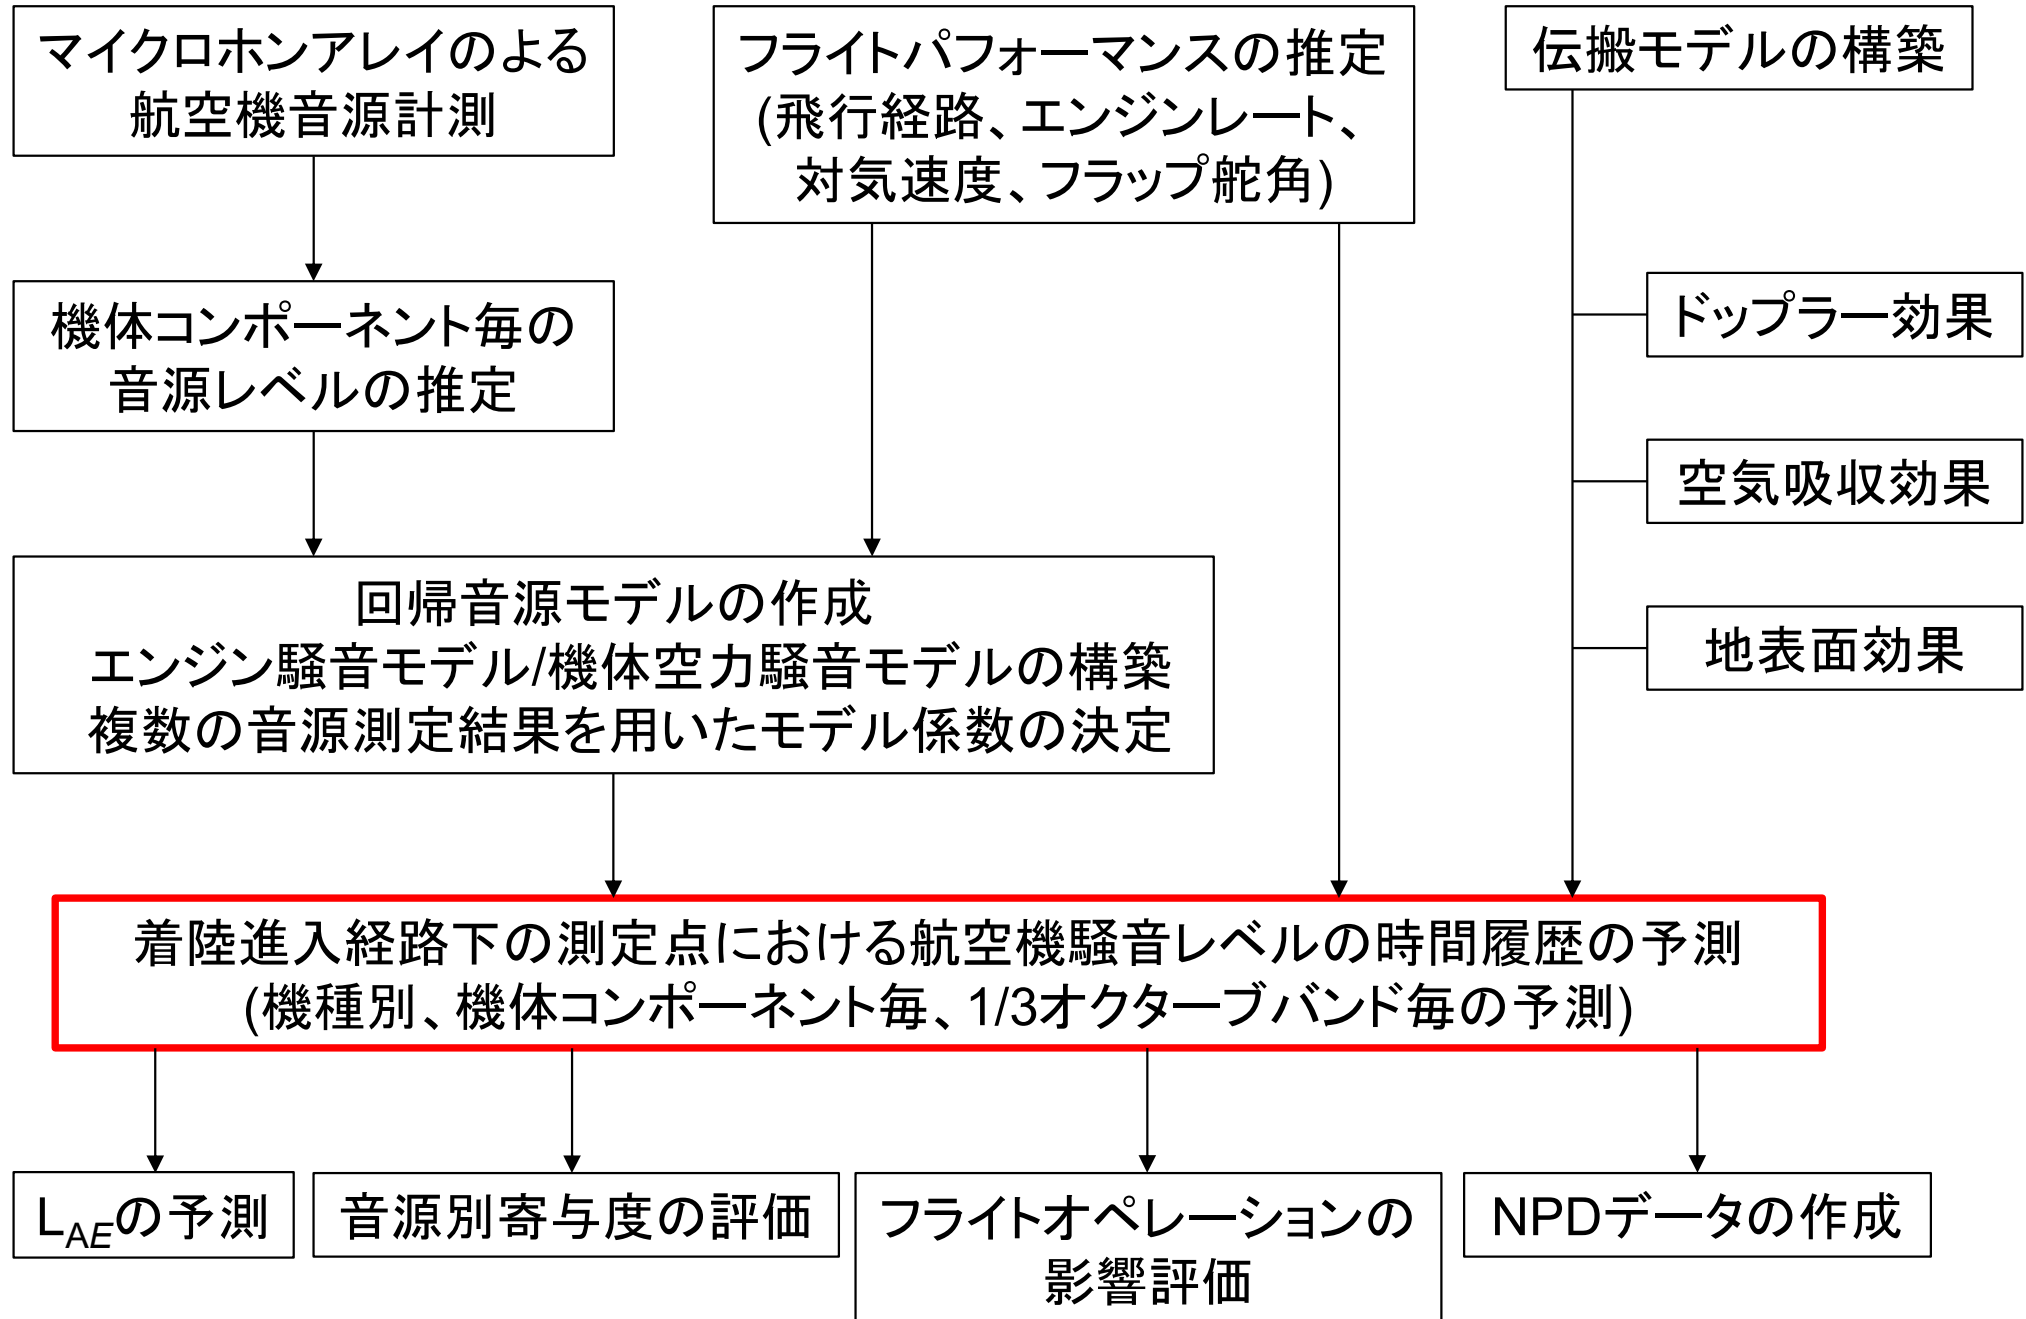 マイクロホンアレイのよる
航空機音源計測
フライトパフォーマンスの推定
(飛行経路、エンジンレート、
対気速度、フラップ舵角)
伝搬モデルの構築
機体コンポーネント毎の
音源レベルの推定
ドップラー効果
空気吸収効果
地表面効果
回帰音源モデルの作成
エンジン騒音モデル/機体空力騒音モデルの構築
複数の音源測定結果を用いたモデル係数の決定
着陸進入経路下の測定点における航空機騒音レベルの時間履歴の予測
(機種別、機体コンポーネント毎、1/3オクターブバンド毎の予測)
LAEの予測
音源別寄与度の評価
フライトオペレーションの
影響評価
NPDデータの作成